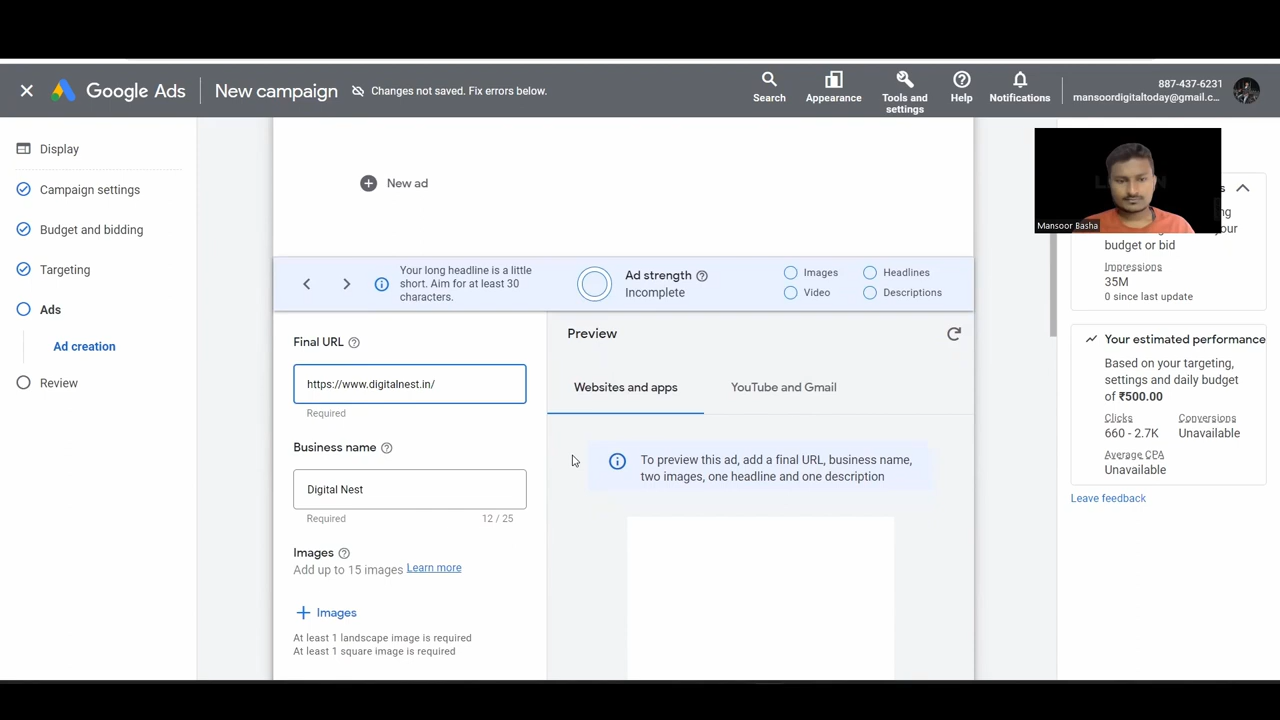 Google Ads
New campaign
Changes not saved. Fix errors below.
Search
Appearance
Tools and
settings
Help
Notifications
887-437-6231
mansoordigitaltoday@gmail.c...
Display
Campaign settings
Budget and bidding
Targeting
Ads
Ad creation
Review
New ad
Your long headline is a little
short. Aim for at least 30
characters.
Ad strength
Incomplete
Images
Headlines
Video
Descriptions
Final URL
https://www.digitalnest.in/
Required
Business name
Digital Nest
Required
12 / 25
Images
Add up to 15 images Learn more
Images
At least 1 landscape image is required
At least 1 square image is required
Preview
Websites and apps
YouTube and Gmail
To preview this ad, add a final URL, business name,
two images, one headline and one description
Mansoor Basha
budget or bid
Impressions
35M
0 since last update
Your estimated performance
Based on your targeting,
settings and daily budget
of ₹500.00
Clicks
Conversions
660 - 2.7K
Unavailable
Average CPA
Unavailable
Leave feedback